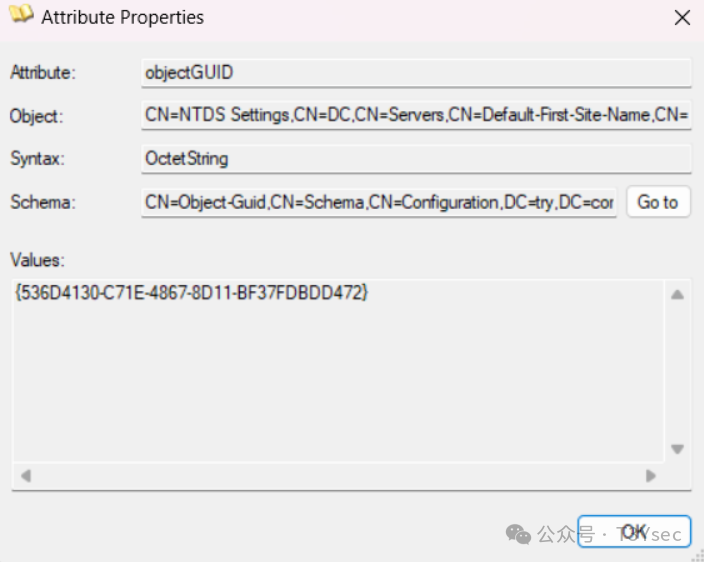 Attribute Properties
Attribute: objectGUID
Object: CN=NTDS Settings,CN=DC,CN=Servers,CN=Default-First-Site-Name,CN=
Syntax: OctetString
Schema: CN=Object-Guid,CN=Schema,CN=Configuration,DC=try,DC=cor Go to
Values:
{536D4130-C71E-4867-8D11-BF37FDBDD472}
OK
公众号 ·